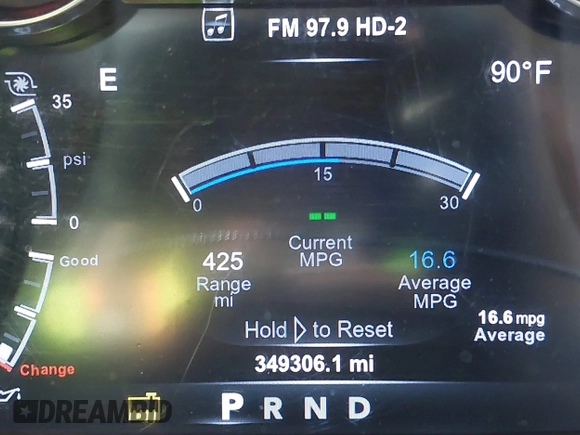 FM 97.9 HD-2
E
90°F
35
psi
0
Good
Change
0
15
30
--
Current
MPG
425
Range
mi
16.6
Average
MPG
16.6 mpg
Average
Hold ▷ to Reset
349306.1 mi
P R N D
DREAMBID